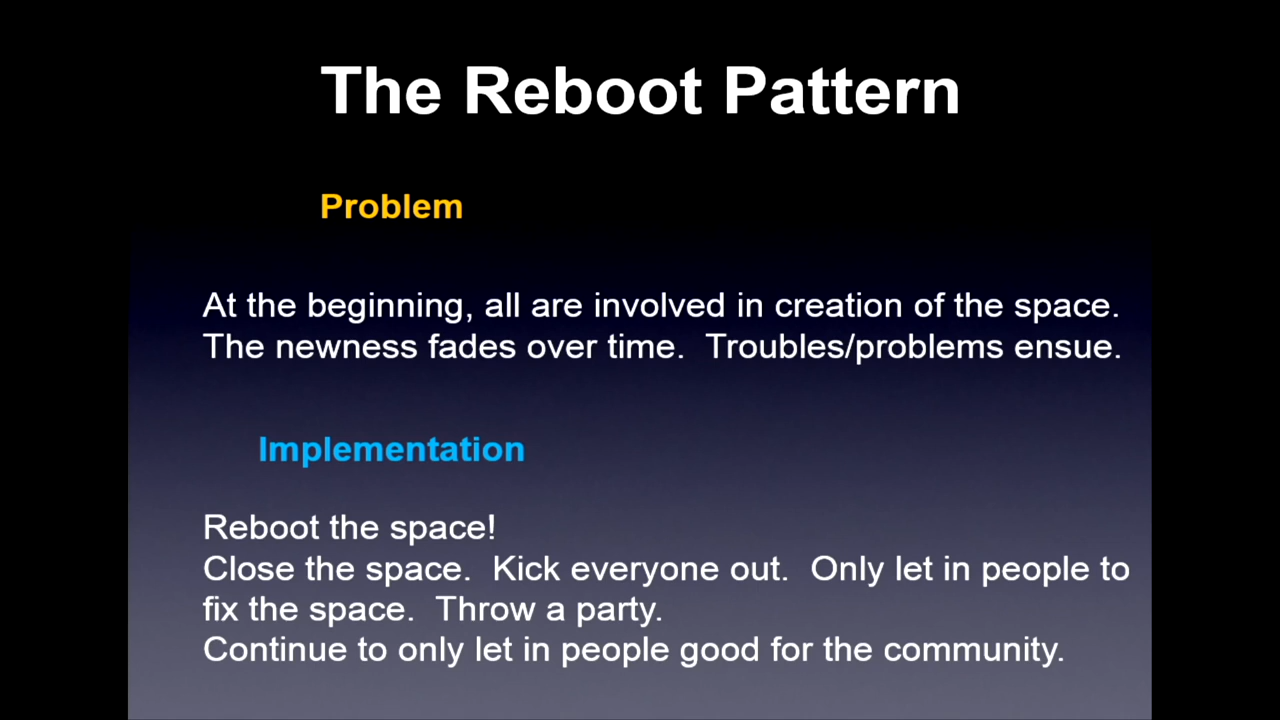 The Reboot Pattern
Problem
At the beginning, all are involved in creation of the space.
The newness fades over time.  Troubles/problems ensue.
Implementation
Reboot the space!
Close the space.  Kick everyone out.  Only let in people to
fix the space.  Throw a party.
Continue to only let in people good for the community.